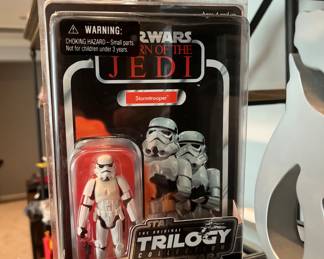 WARNING:
CHOKING HAZARD – Small parts.
Not for children under 3 years.
WARS
RN OF THE
JEDI
Stormtrooper
STAR
THE ORIGINAL
TRILOGY